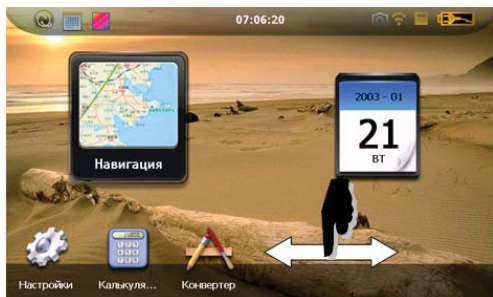 07:06:20
2003 - 01
21
ВТ
Навигация
Настройки Калькуля... Конвертер